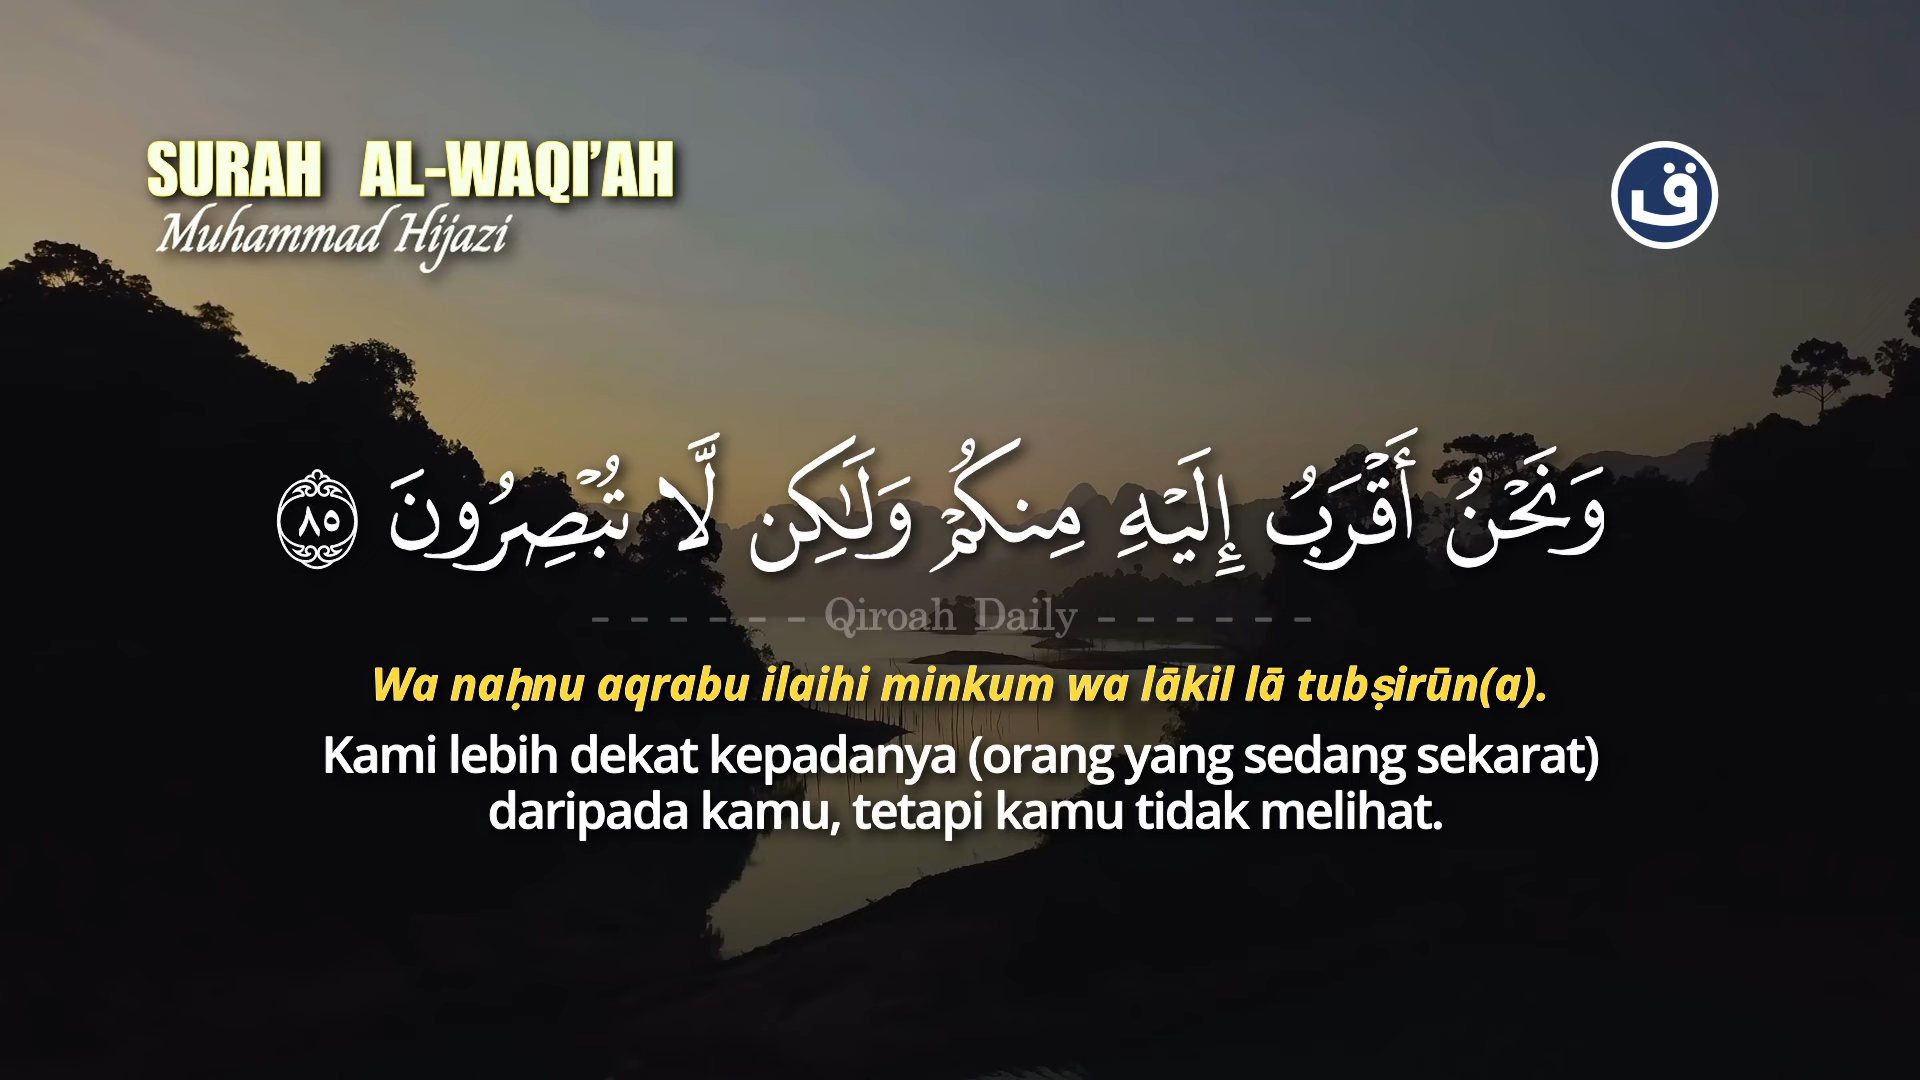 SURAH AL-WAQI’AH
Muhammad Hijazi
ق
وَنَحْنُ أَقْرَبُ إِلَيْهِ مِنكُمْ وَلَـٰكِن لَّا تُبْصِرُونَ ٨٥
- - - - - - Qiroah Daily - - - - - -
Wa naḥnu aqrabu ilaihi minkum wa lākil lā tubṣirūn(a).
Kami lebih dekat kepadanya (orang yang sedang sekarat)
daripada kamu, tetapi kamu tidak melihat.